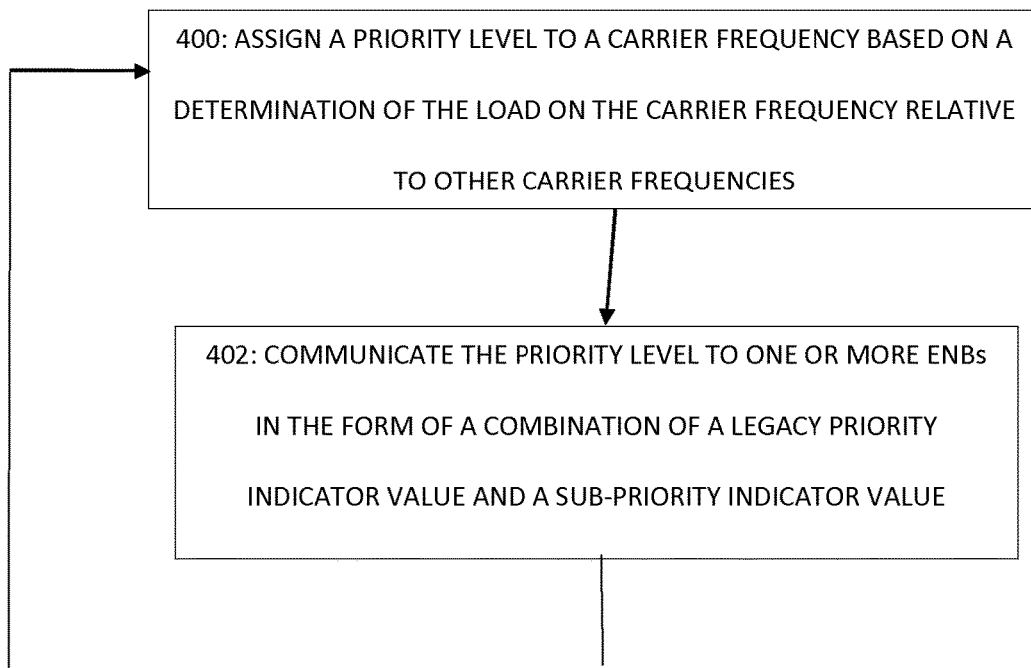 400: ASSIGN A PRIORITY LEVEL TO A CARRIER FREQUENCY BASED ON A
DETERMINATION OF THE LOAD ON THE CARRIER FREQUENCY RELATIVE
TO OTHER CARRIER FREQUENCIES
402: COMMUNICATE THE PRIORITY LEVEL TO ONE OR MORE ENBs
IN THE FORM OF A COMBINATION OF A LEGACY PRIORITY
INDICATOR VALUE AND A SUB-PRIORITY INDICATOR VALUE